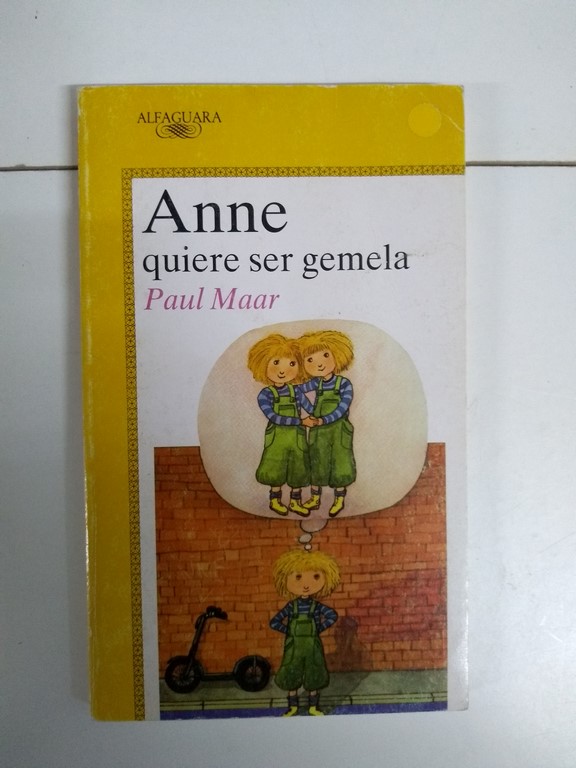 ALFAGUARA
Anne
quiere ser gemela
Paul Maar